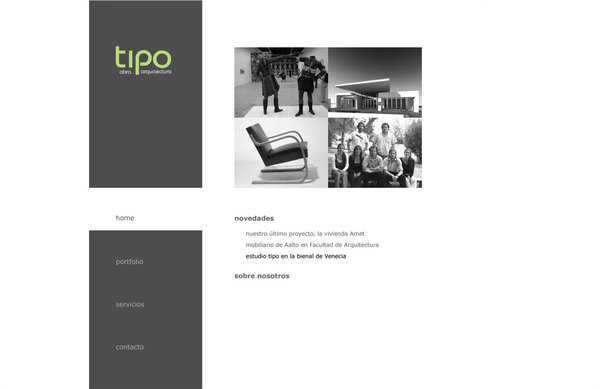 tipo
obra arquitectura
home
portfolio
servicios
contacto
novedades
nuestro último proyecto, la vivienda Amet
mobiliario de Aalto en Facultad de Arquitectura
estudio tipo en la bienal de Venecia
sobre nosotros